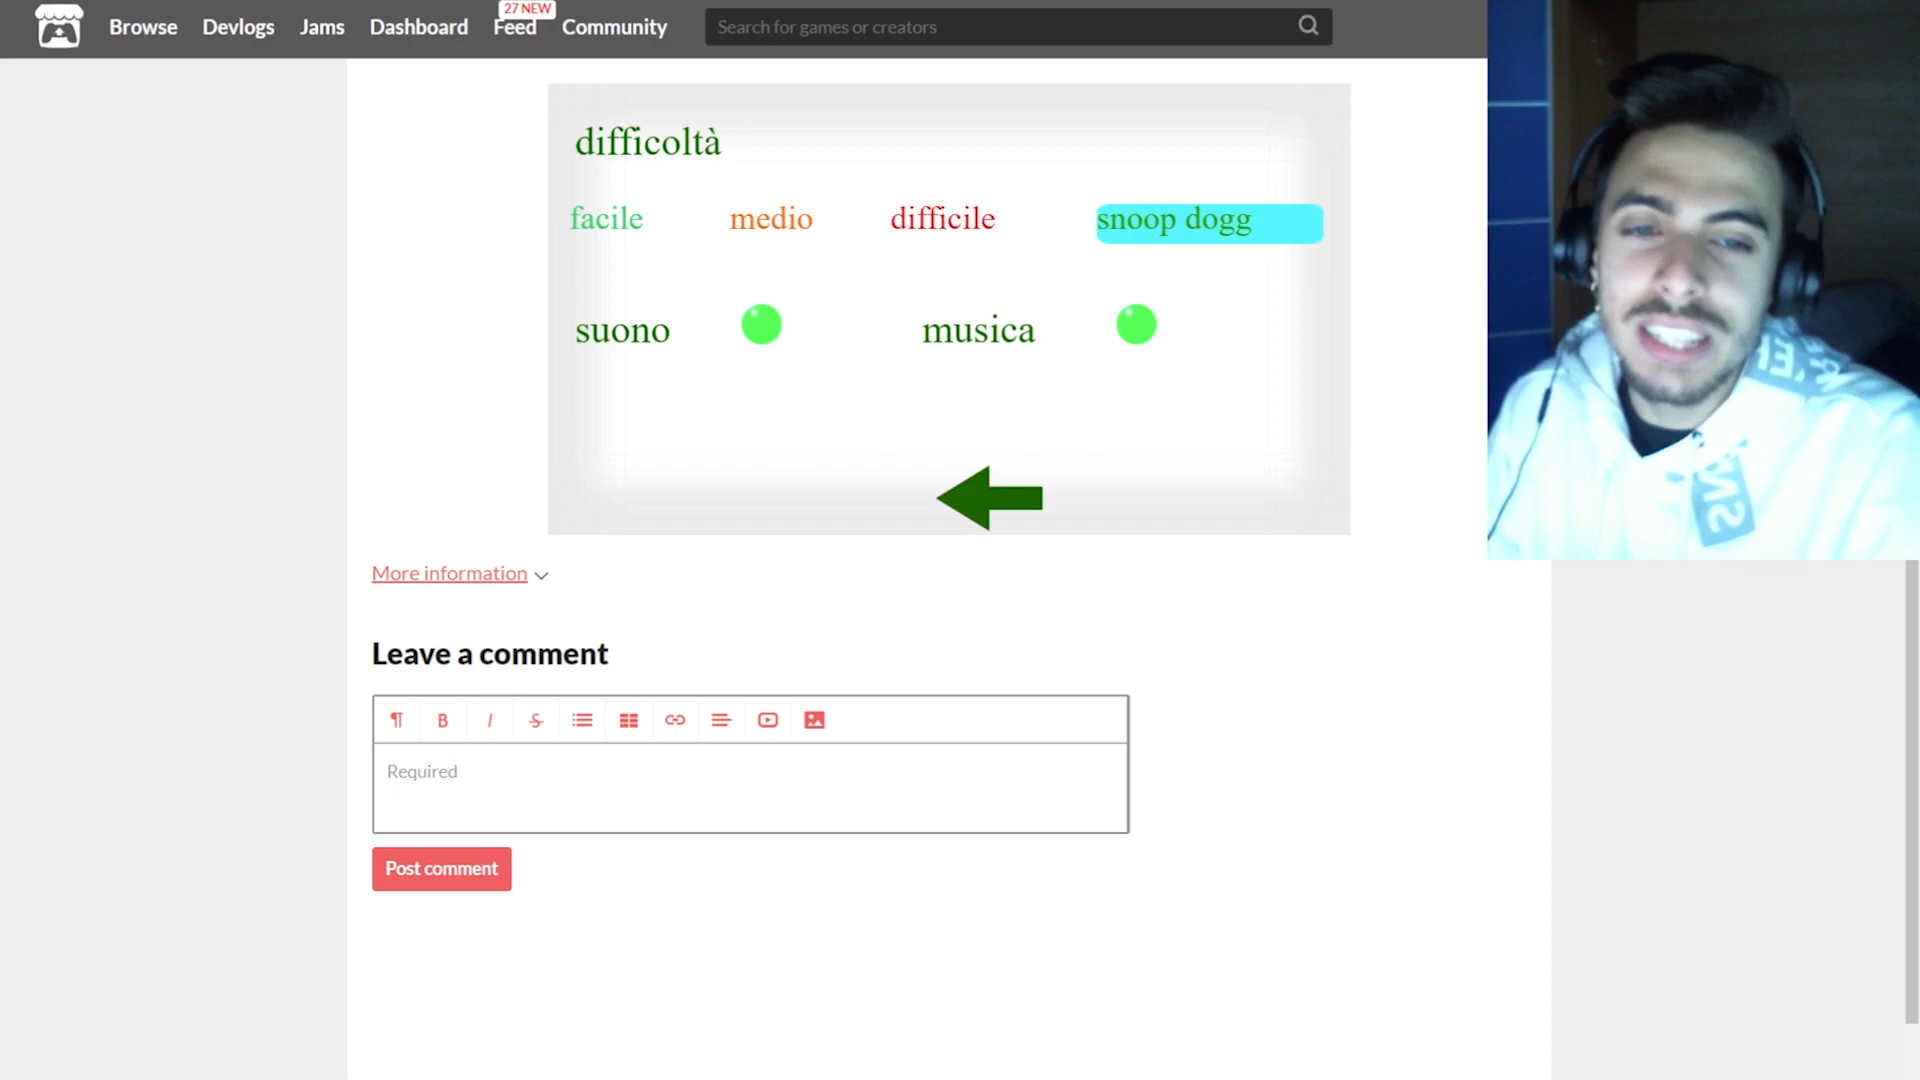 27 NEW
Browse Devlogs Jams Dashboard Feed Community Search for games or creators
difficoltà
facile medio difficile snoop dogg
suono musica
More information
Leave a comment
B I S
Required
Post comment